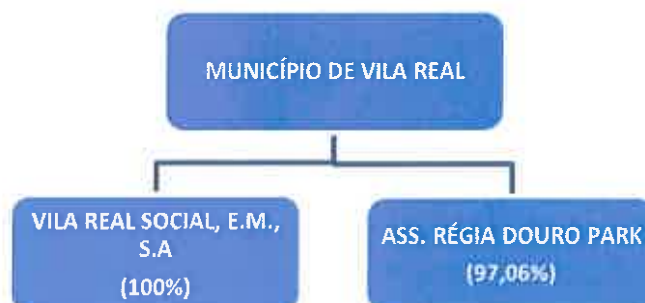 MUNICÍPIO DE VILA REAL
VILA REAL SOCIAL, E.M.,
S.A
(100%)
ASS. RÉGIA DOURO PARK
(97,06%)